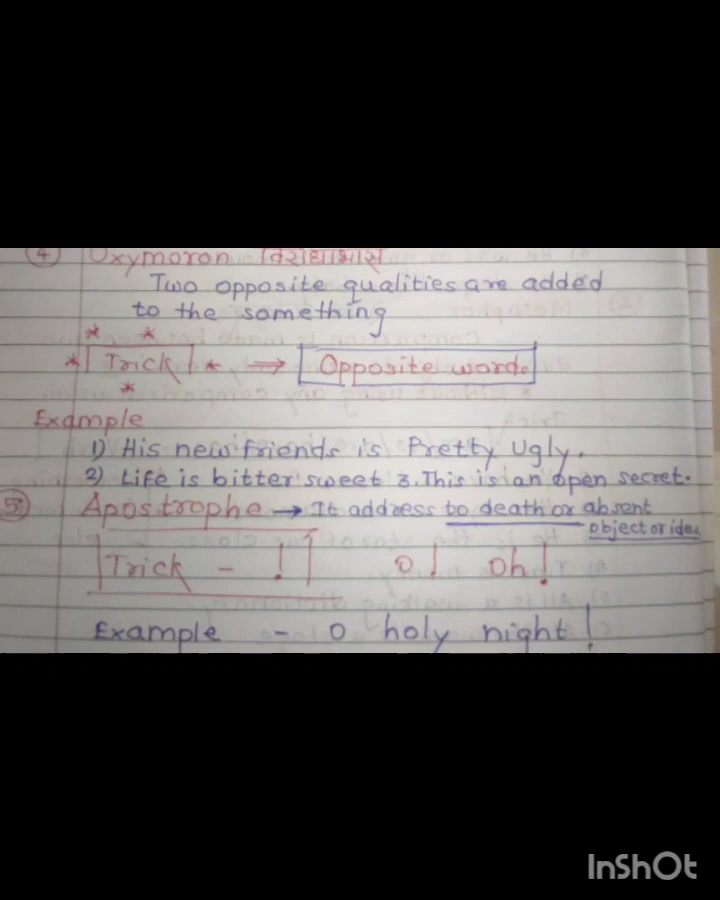 4 Oxymoron विरोधाभास
Two opposite qualities are added
to the something
* *
* Trick * ⇒ Opposite words
*
Example
1) His new friends is Pretty Ugly.
2) Life is bitter sweet 3. This is an open secret.
5 Apostrophe → It address to death or absent
object or idea
Trick - ! O! Oh!
Example - O holy night!
InShOt